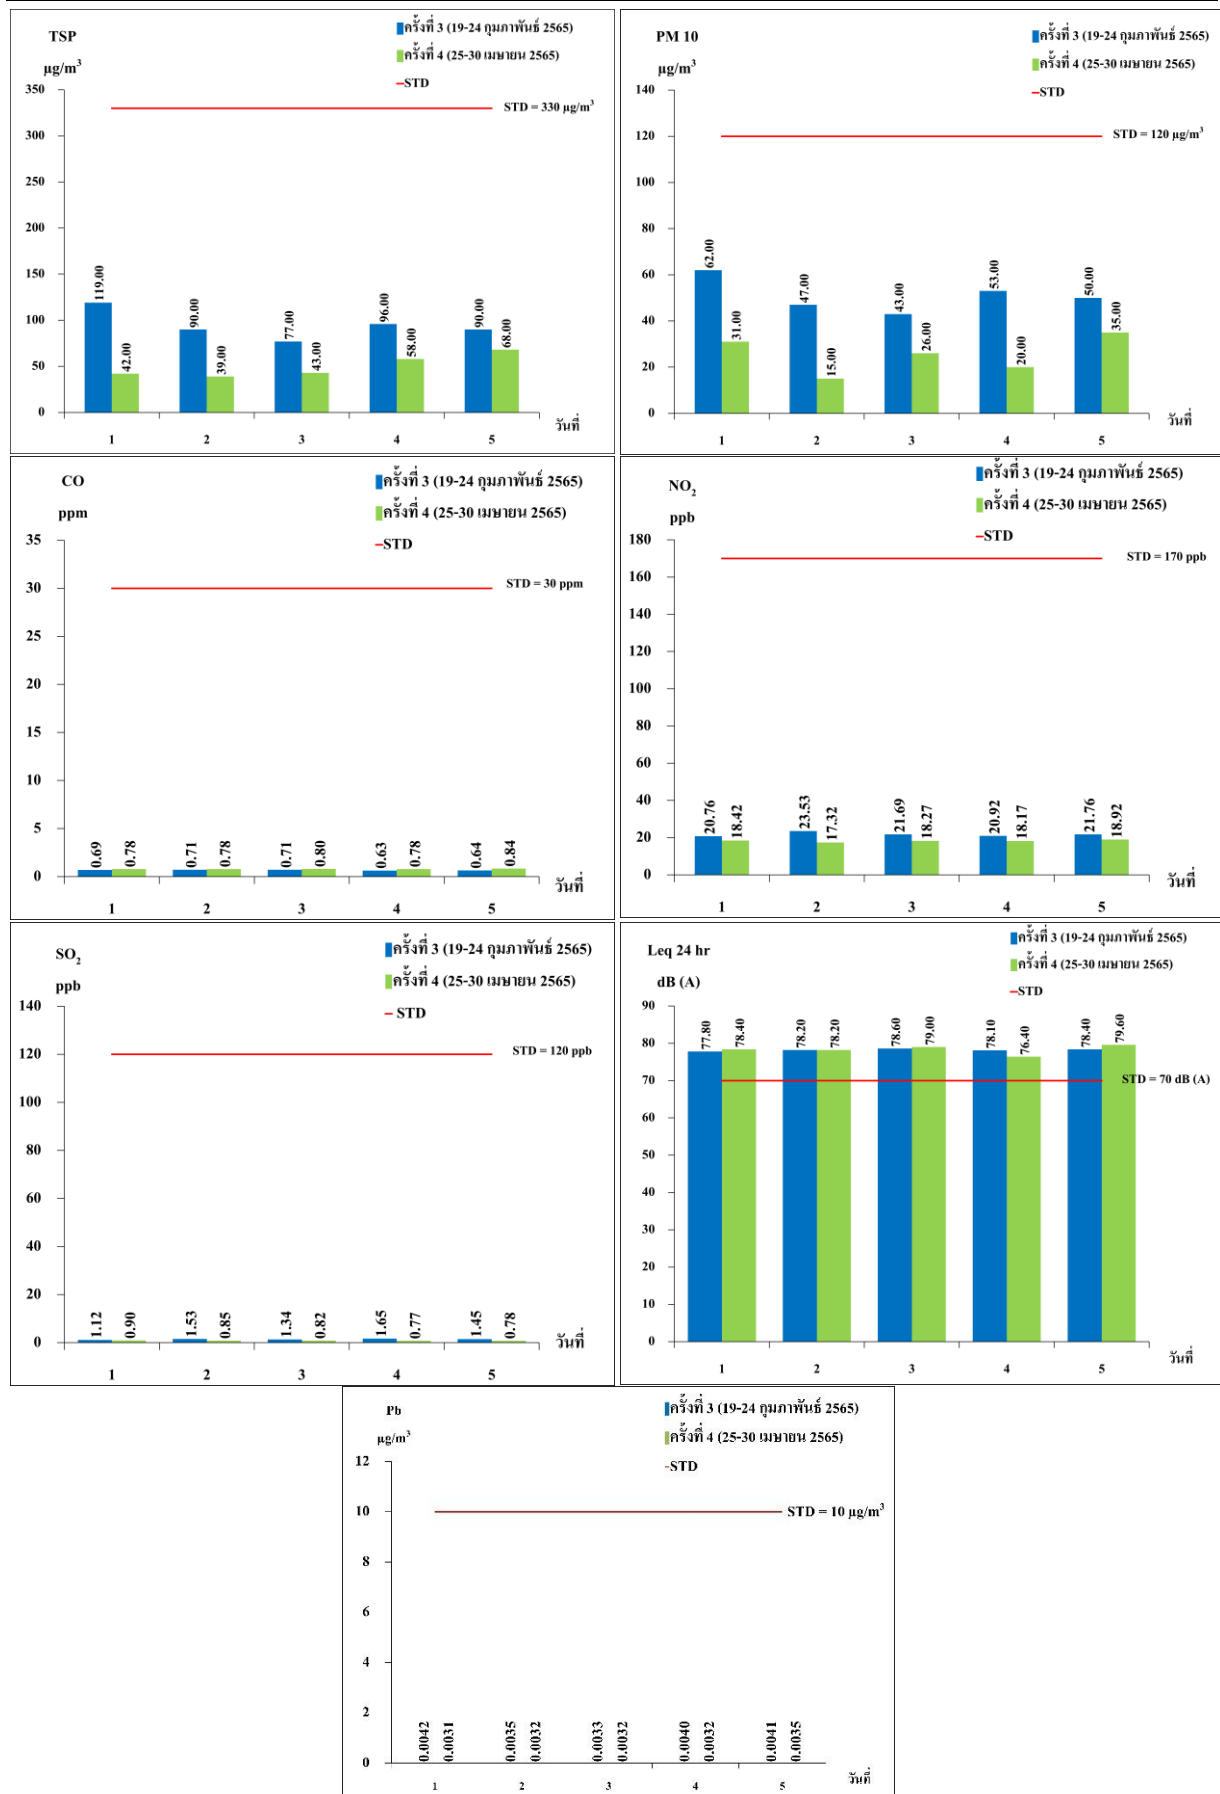 TSP
µg/m³
ครั้งที่ 3 (19-24 กุมภาพันธ์ 2565)
ครั้งที่ 4 (25-30 เมษายน 2565)
STD
STD = 330 µg/m³
350
300
250
200
150
100
50
0
119.00 42.00 90.00 39.00 77.00 43.00 96.00 58.00 90.00 68.00
1 2 3 4 5
วันที่
PM 10
µg/m³
ครั้งที่ 3 (19-24 กุมภาพันธ์ 2565)
ครั้งที่ 4 (25-30 เมษายน 2565)
STD
STD = 120 µg/m³
140
120
100
80
60
40
20
0
62.00 31.00 47.00 15.00 43.00 26.00 53.00 20.00 50.00 35.00
1 2 3 4 5
วันที่
CO
ppm
ครั้งที่ 3 (19-24 กุมภาพันธ์ 2565)
ครั้งที่ 4 (25-30 เมษายน 2565)
STD
STD = 30 ppm
35
30
25
20
15
10
5
0
0.69 0.78 0.71 0.78 0.71 0.80 0.63 0.78 0.64 0.84
1 2 3 4 5
วันที่
NO₂
ppb
ครั้งที่ 3 (19-24 กุมภาพันธ์ 2565)
ครั้งที่ 4 (25-30 เมษายน 2565)
STD
STD = 170 ppb
180
160
140
120
100
80
60
40
20
0
20.76 18.42 23.53 17.32 21.69 18.27 20.92 18.17 21.76 18.92
1 2 3 4 5
วันที่
SO₂
ppb
ครั้งที่ 3 (19-24 กุมภาพันธ์ 2565)
ครั้งที่ 4 (25-30 เมษายน 2565)
STD
STD = 120 ppb
140
120
100
80
60
40
20
0
1.12 0.90 1.53 0.85 1.34 0.82 1.65 0.77 1.45 0.78
1 2 3 4 5
วันที่
Leq 24 hr
dB (A)
ครั้งที่ 3 (19-24 กุมภาพันธ์ 2565)
ครั้งที่ 4 (25-30 เมษายน 2565)
STD
STD = 70 dB (A)
90
80
70
60
50
40
30
20
10
0
77.80 78.40 78.20 78.20 78.60 79.00 78.10 76.40 78.40 79.60
1 2 3 4 5
วันที่
Pb
µg/m³
ครั้งที่ 3 (19-24 กุมภาพันธ์ 2565)
ครั้งที่ 4 (25-30 เมษายน 2565)
STD
STD = 10 µg/m³
12
10
8
6
4
2
0
0.0042 0.0031 0.0035 0.0032 0.0033 0.0032 0.0040 0.0032 0.0041 0.0035
1 2 3 4 5
วันที่